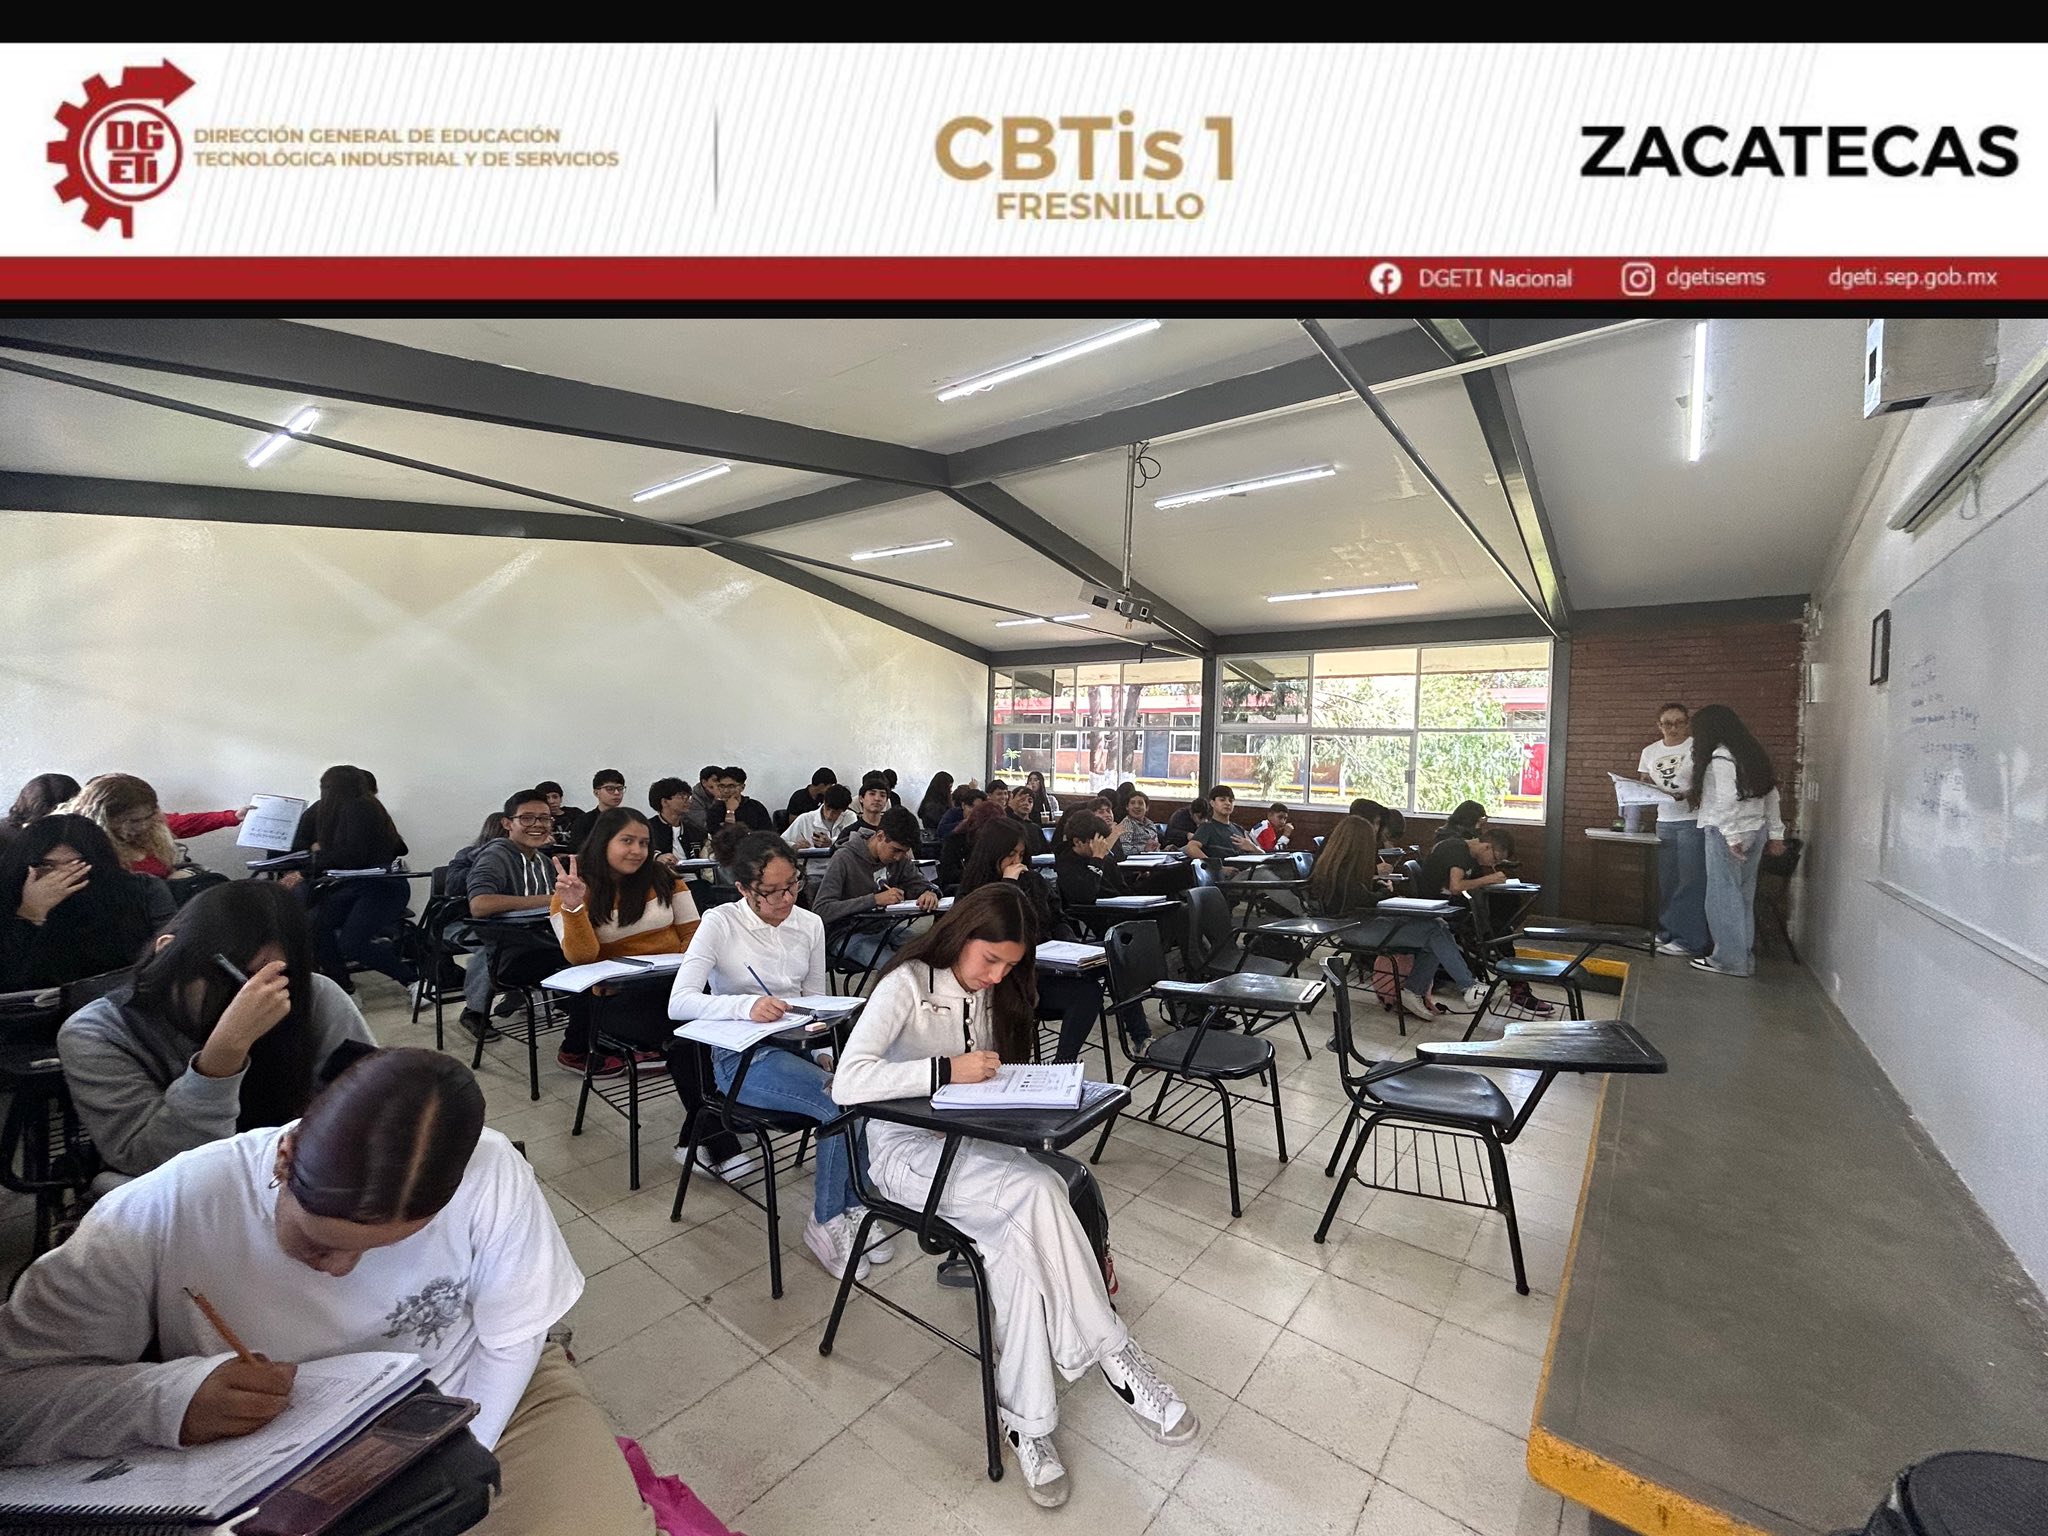 DGETI
DIRECCIÓN GENERAL DE EDUCACIÓN
TECNOLÓGICA INDUSTRIAL Y DE SERVICIOS
CBTis 1
FRESNILLO
ZACATECAS
DGETI Nacional
dgetisems
dgeti.sep.gob.mx